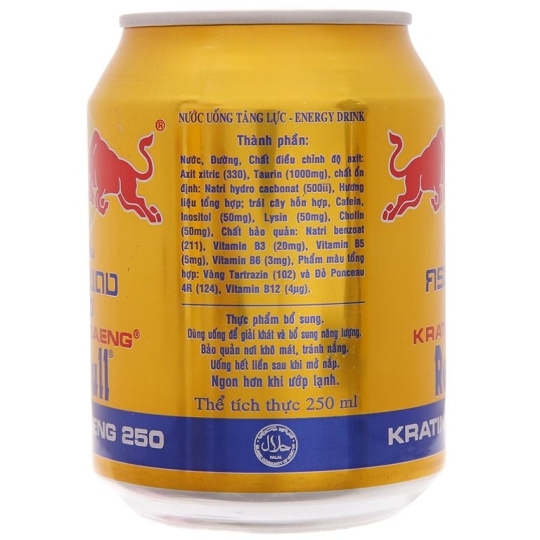 NƯỚC UỐNG TĂNG LỰC - ENERGY DRINK
Thành phần:
Nước, Đường, Chất điều chỉnh độ axit:
Axit xitric (330), Taurin (1000mg), chất ổn
định: Natri hydro cacbonat (500ii), Hương
liệu tổng hợp; trái cây hỗn hợp, Cafein,
Inositol (50mg), Lysin (50mg), Cholin
(50mg), Chất bảo quản: Natri benzoat
(211), Vitamin B3 (20mg), Vitamin B5
(5mg), Vitamin B6 (3mg), Phẩm màu tổng
hợp: Vàng Tartrazin (102) và Đỏ Ponceau
4R (124), Vitamin B12 (4µg).
Thực phẩm bổ sung.
Dùng uống để giải khát và bổ sung năng lượng.
Bảo quản nơi khô mát, tránh nắng.
Uống hết liền sau khi mở nắp.
Ngon hơn khi ướp lạnh.
Thể tích thực 250 ml
®
AENG®
ull®
ENG 250
KRAT
R
KRATI
حلال
HALAL